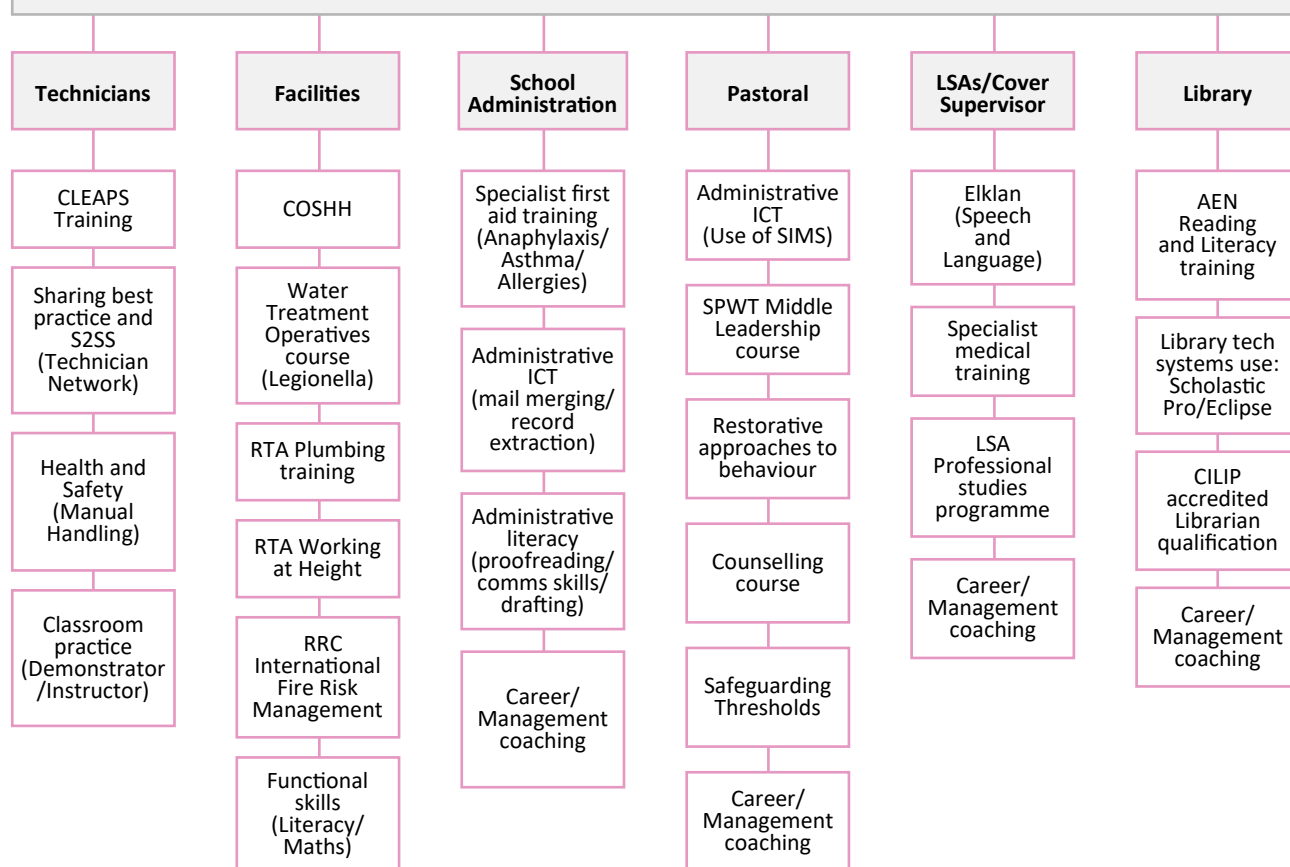 Technicians
CLEAPS
Training
Sharing best
practice and
S2SS
(Technician
Network)
Health and
Safety
(Manual
Handling)
Classroom
practice
(Demonstrator
/Instructor)
Facilities
COSHH
Water
Treatment
Operatives
course
(Legionella)
RTA Plumbing
training
RTA Working
at Height
RRC
International
Fire Risk
Management
Functional
skills
(Literacy/
Maths)
School
Administration
Specialist first
aid training
(Anaphylaxis/
Asthma/
Allergies)
Administrative
ICT
(mail merging/
record
extraction)
Administrative
literacy
(proofreading/
comms skills/
drafting)
Career/
Management
coaching
Pastoral
Administrative
ICT
(Use of SIMS)
SPWT Middle
Leadership
course
Restorative
approaches to
behaviour
Counselling
course
Safeguarding
Thresholds
Career/
Management
coaching
LSAs/Cover
Supervisor
Elklan
(Speech
and
Language)
Specialist
medical
training
LSA
Professional
studies
programme
Career/
Management
coaching
Library
AEN
Reading
and Literacy
training
Library tech
systems use:
Scholastic
Pro/Eclipse
CILIP
accredited
Librarian
qualification
Career/
Management
coaching